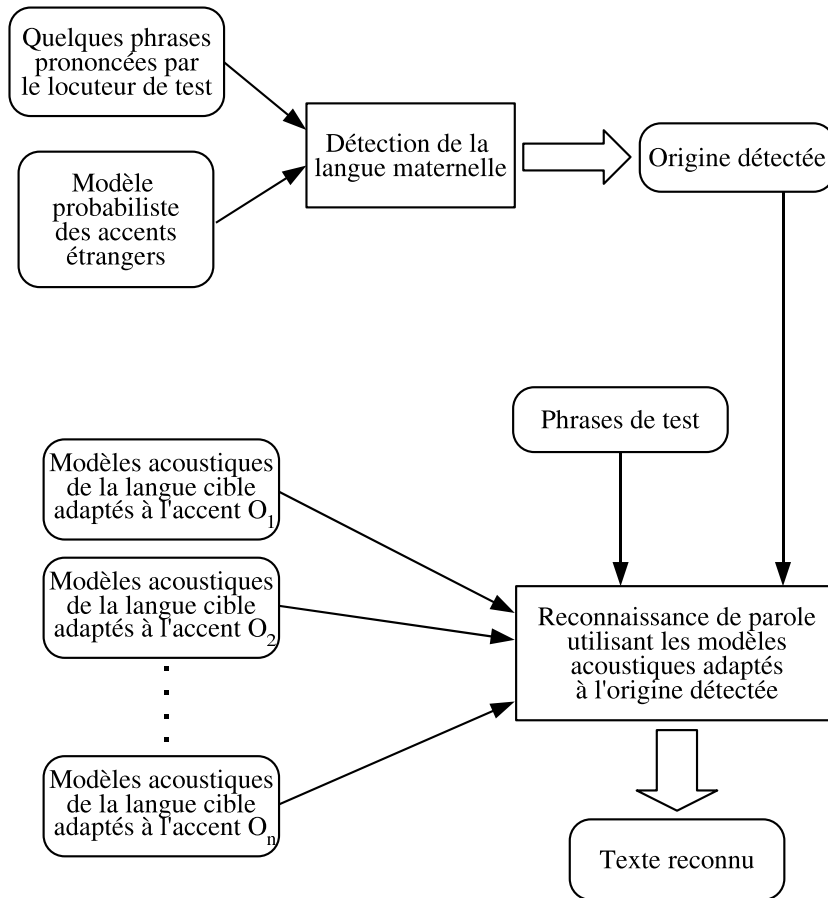 Quelques phrases
prononcées par
le locuteur de test
Modèle
probabiliste
des accents
étrangers
Détection de la
langue maternelle
Origine détectée
Phrases de test
Modèles acoustiques
de la langue cible
adaptés à l'accent O1
Modèles acoustiques
de la langue cible
adaptés à l'accent O2
Modèles acoustiques
de la langue cible
adaptés à l'accent On
Reconnaissance de parole
utilisant les modèles
acoustiques adaptés
à l'origine détectée
Texte reconnu